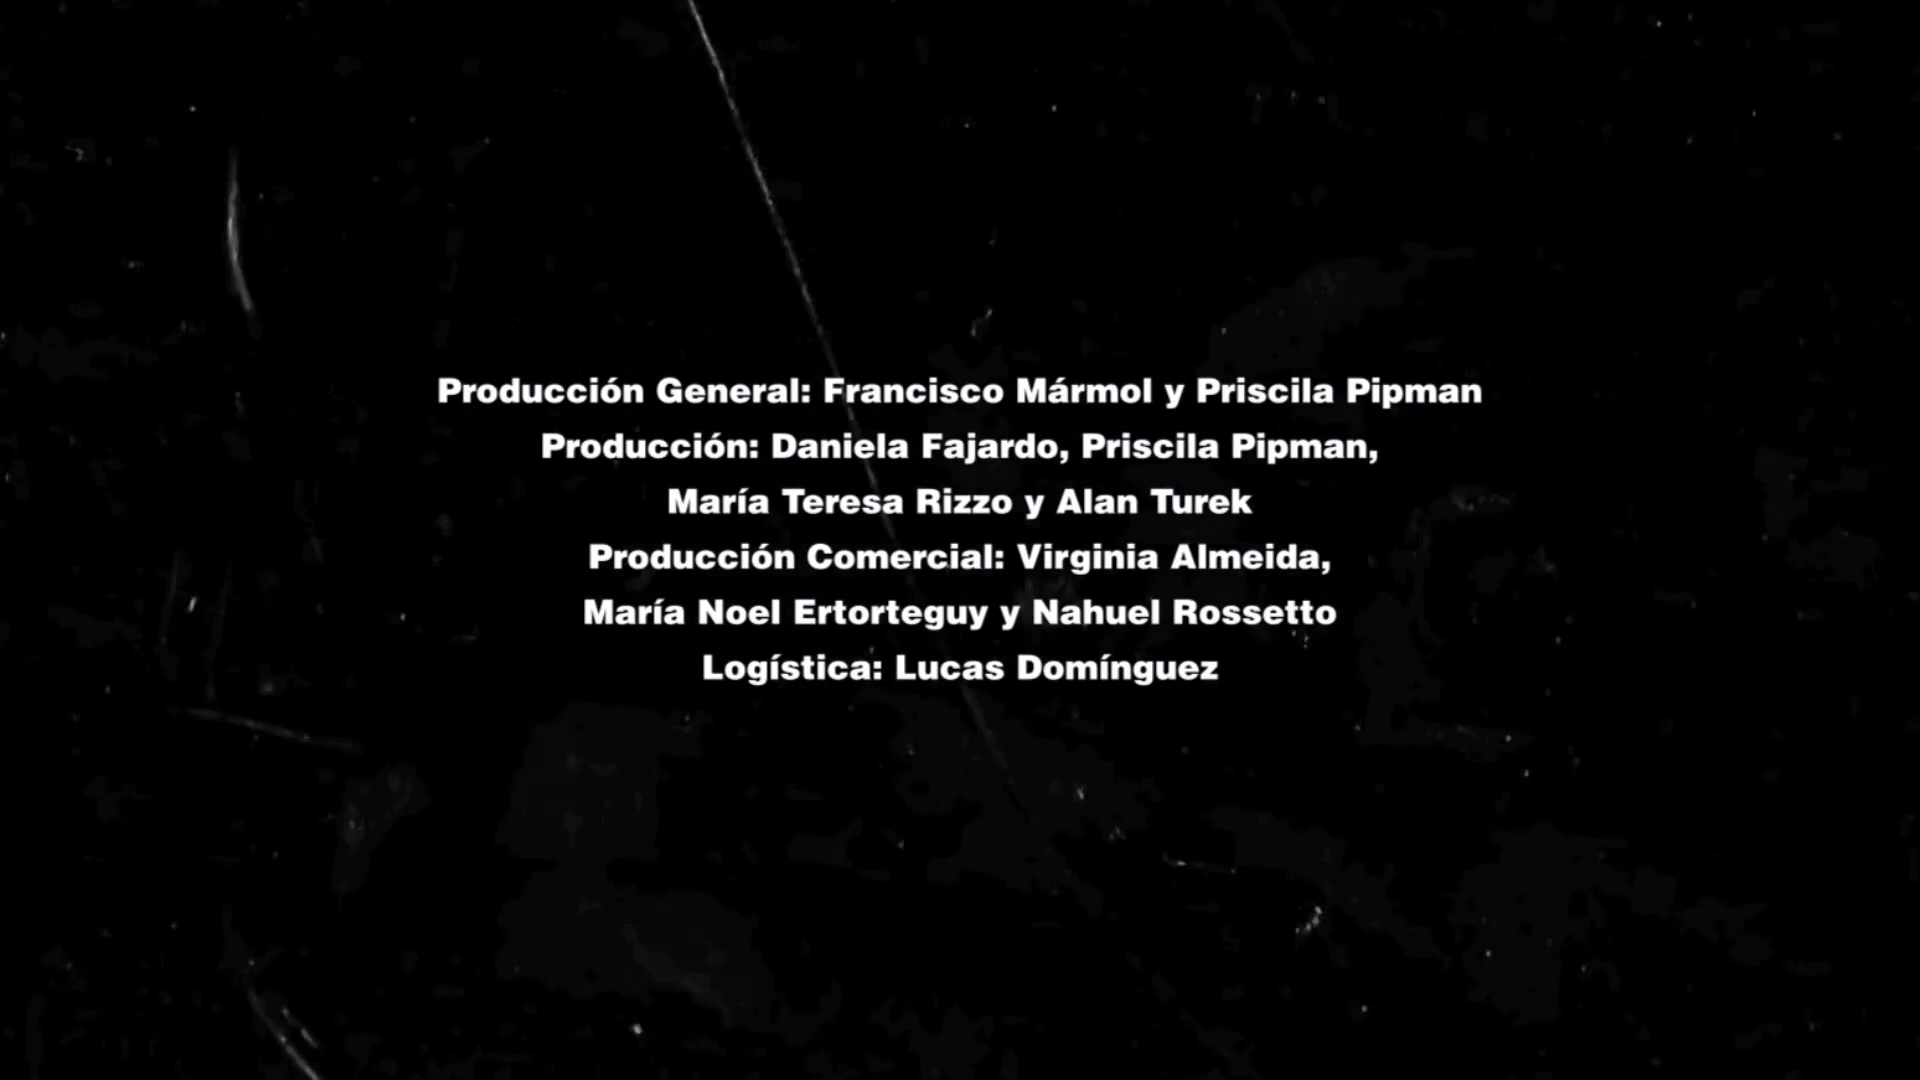 Producción General: Francisco Mármol y Priscila Pipman
Producción: Daniela Fajardo, Priscila Pipman,
María Teresa Rizzo y Alan Turek
Producción Comercial: Virginia Almeida,
María Noel Ertorteguy y Nahuel Rossetto
Logística: Lucas Domínguez